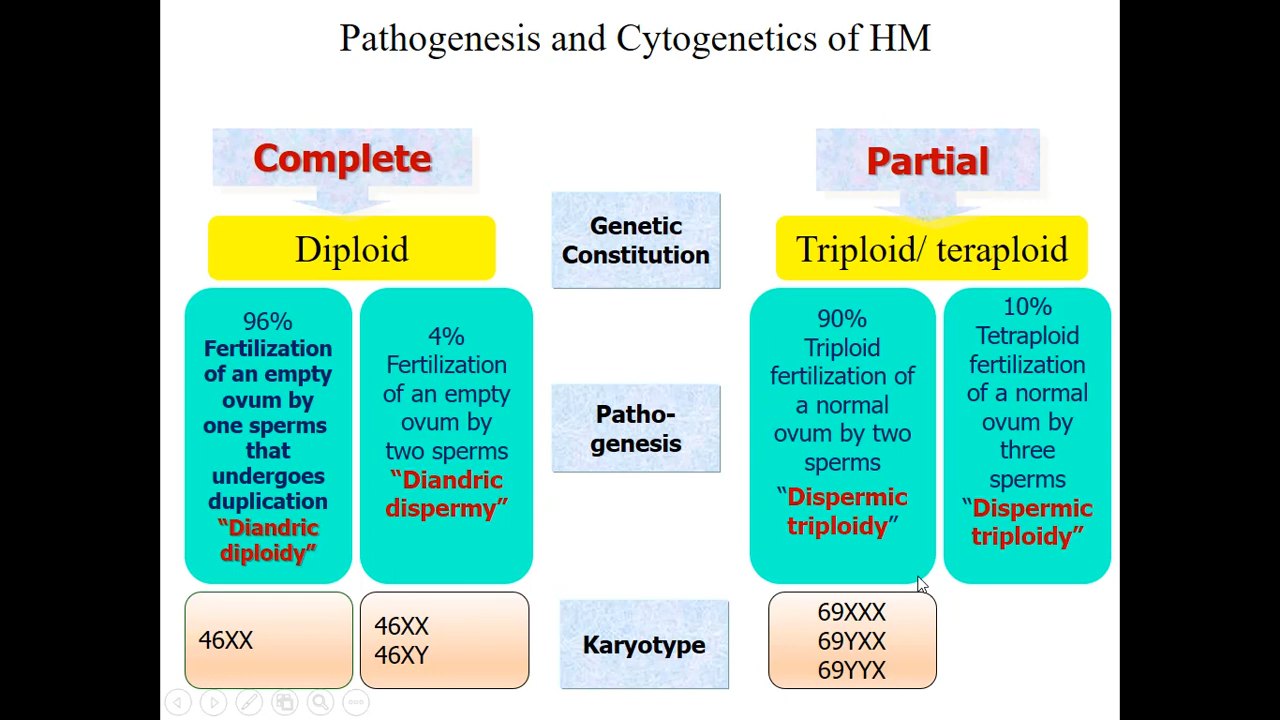 Pathogenesis and Cytogenetics of HM
Complete
Partial
Genetic
Constitution
Diploid
Triploid/ teraploid
96%
Fertilization
of an empty
ovum by
one sperms
that
undergoes
duplication
“Diandric
diploidy”
4%
Fertilization
of an empty
ovum by
two sperms
“Diandric
dispermy”
Patho-
genesis
90%
Triploid
fertilization of
a normal
ovum by two
sperms
“Dispermic
triploidy”
10%
Tetraploid
fertilization
of a normal
ovum by
three
sperms
“Dispermic
triploidy”
46XX
46XX
46XY
Karyotype
69XXX
69YXX
69YYX